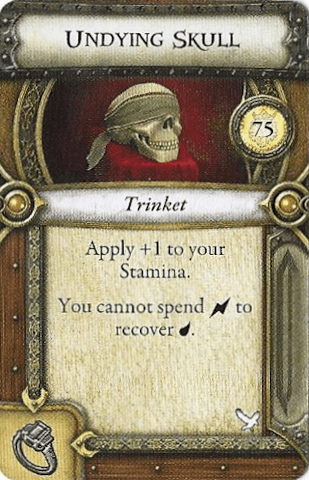 Undying Skull
75
Trinket
Apply +1 to your
Stamina.
You cannot spend to
recover .